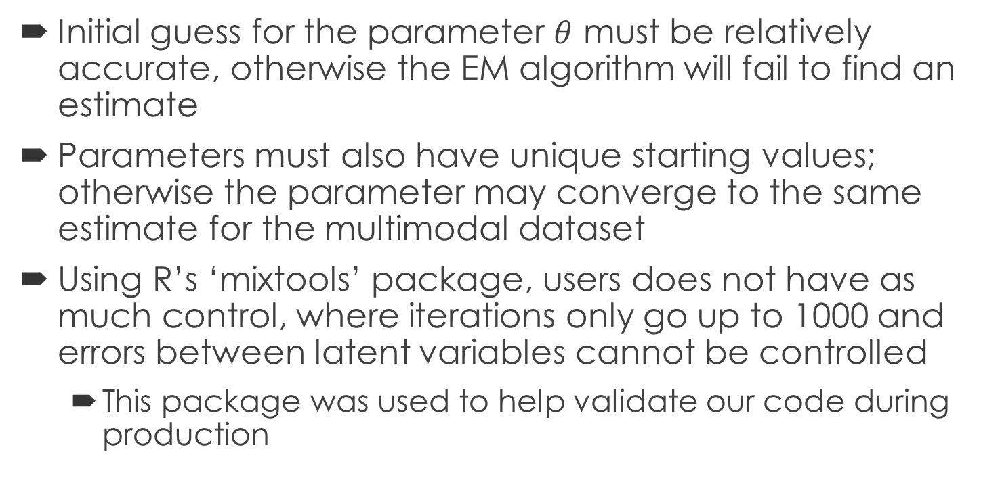 Initial guess for the parameter θ must be relatively
accurate, otherwise the EM algorithm will fail to find an
estimate
Parameters must also have unique starting values;
otherwise the parameter may converge to the same
estimate for the multimodal dataset
Using R’s ‘mixtools’ package, users does not have as
much control, where iterations only go up to 1000 and
errors between latent variables cannot be controlled
This package was used to help validate our code during
production